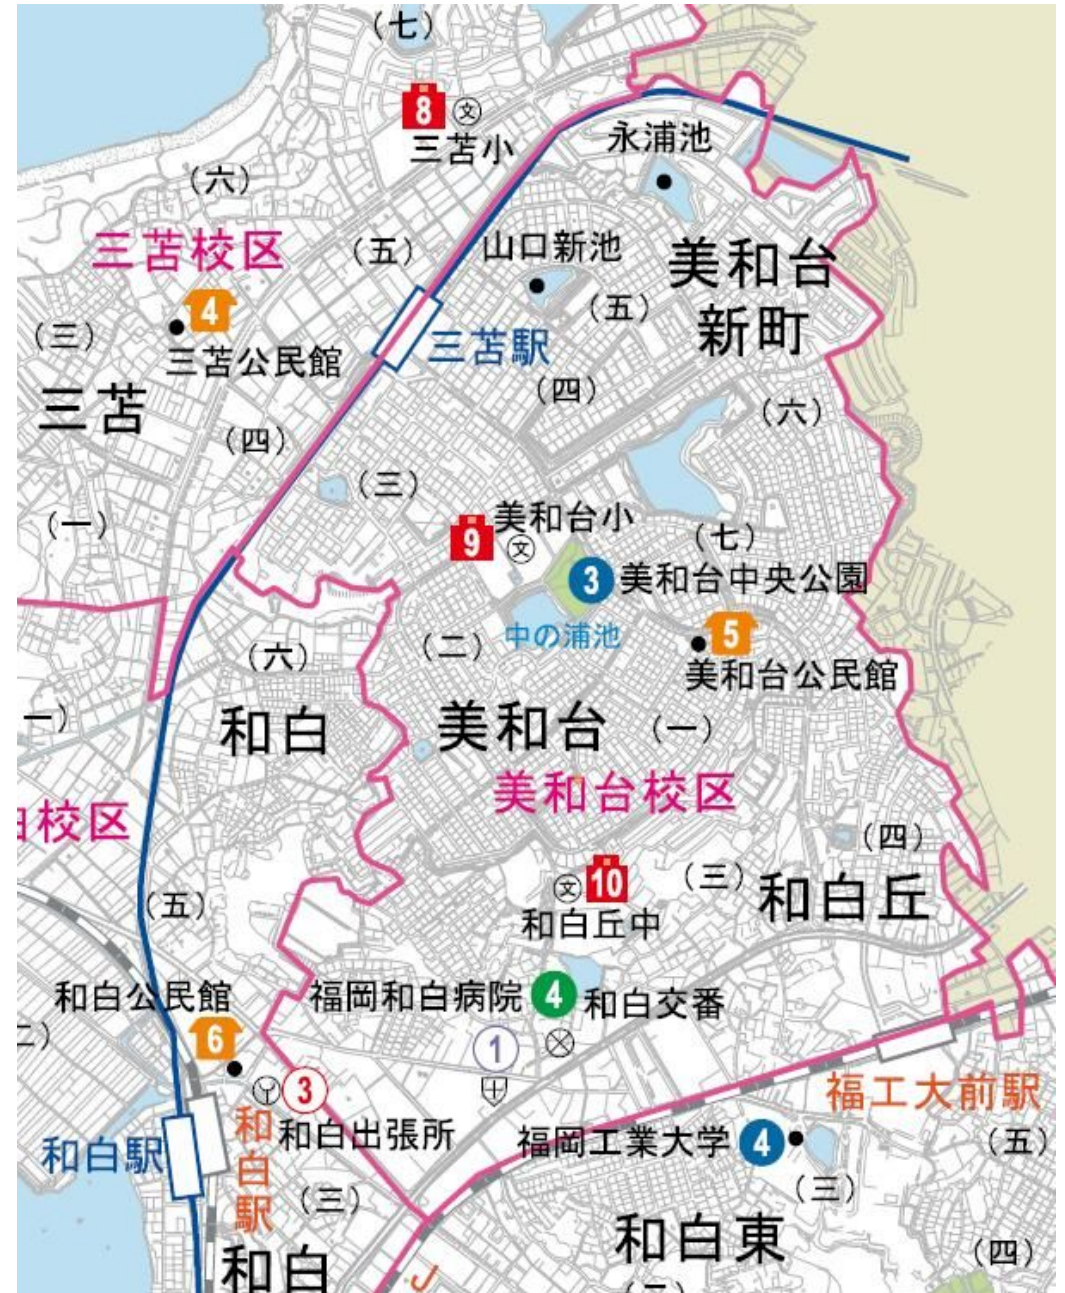 (七)
8 文
三苫小
永浦池
(六)
三苫校区
(五)
山口新池
美和台
新町
4
(五)
(三)
三苫公民館
三苫駅
三苫
(四)
(六)
(四)
(三)
(一)
美和台小
9 文
(七)
3 美和台中央公園
中の浦池
5
(二)
(六)
美和台公民館
一)
和白
美和台
(一)
美和台校区
白校区
(四)
10
文
(三)
和白丘
(五)
和白丘中
和白公民館
福岡和白病院 4 和白交番
二)
6
1
3
福工大前駅
和白駅
和白駅
和白出張所
福岡工業大学 4
(五)
(三)
(三)
和白東
和白
(四)
J
(二)